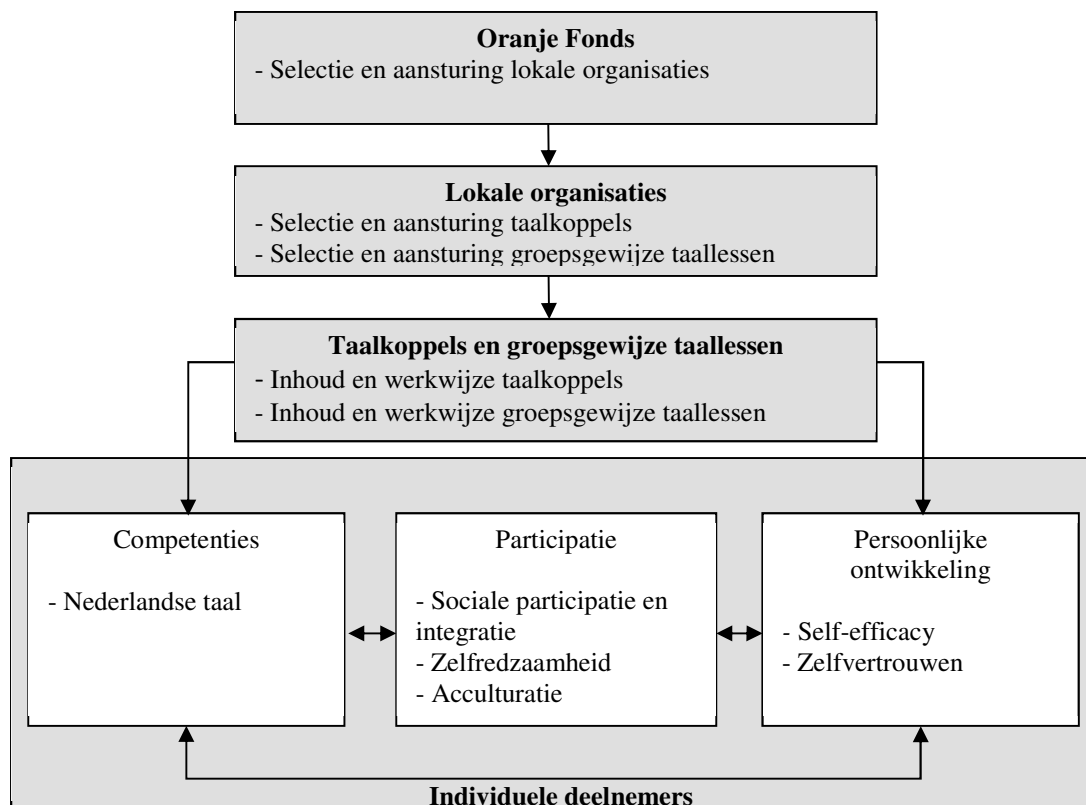 Oranje Fonds
- Selectie en aansturing lokale organisaties
Lokale organisaties
- Selectie en aansturing taalkoppels
- Selectie en aansturing groepsgewijze taallessen
Taalkoppels en groepsgewijze taallessen
- Inhoud en werkwijze taalkoppels
- Inhoud en werkwijze groepsgewijze taallessen
Competenties
- Nederlandse taal
Participatie
- Sociale participatie en
integratie
- Zelfredzaamheid
- Acculturatie
Persoonlijke
ontwikkeling
- Self-efficacy
- Zelfvertrouwen
Individuele deelnemers